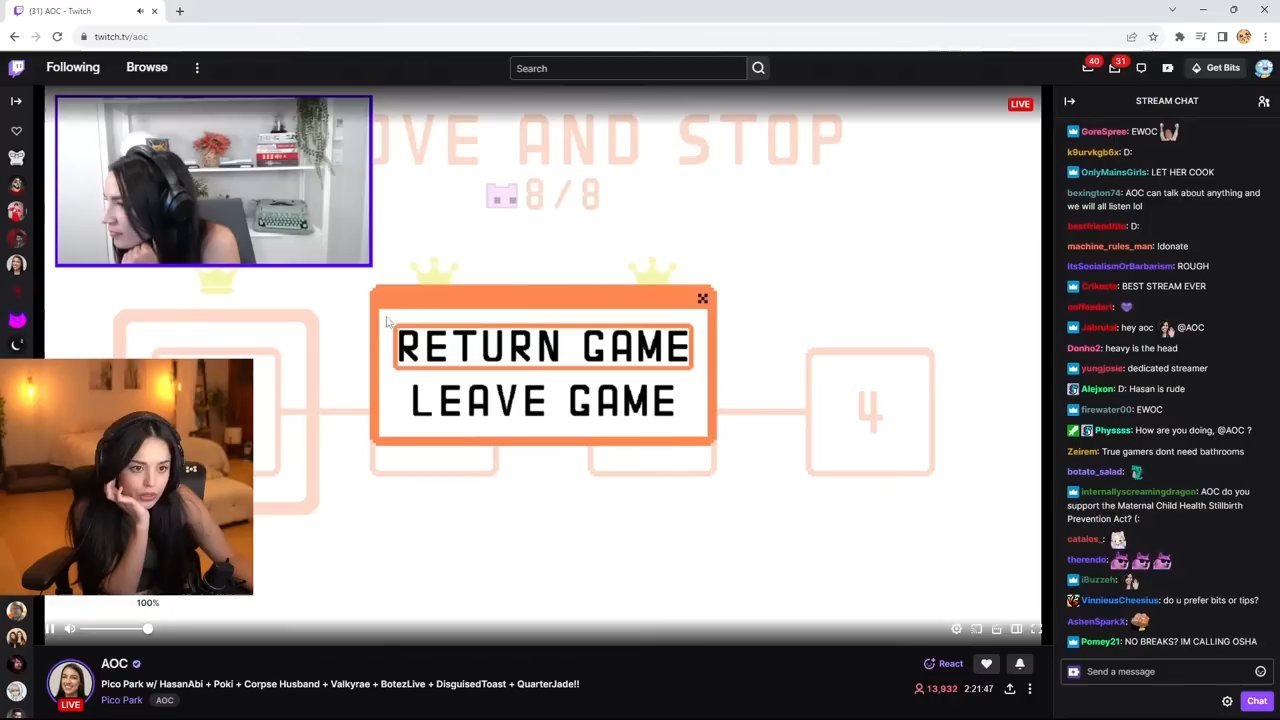 (31) AOC - Twitch
twitch.tv/aoc
Following
Browse
Search
40
31
Get Bits
LIVE
OVE AND STOP
8/8
RETURN GAME
LEAVE GAME
4
100%
AOC
Pico Park w/ HasanAbi + Poki + Corpse Husband + Valkyrae + BotezLive + DisguisedToast + QuarterJade!!
Pico Park
AOC
LIVE
React
13,932
2:21:47
STREAM CHAT
GoreSpree: EWOC
k9urvkgb6x: D:
OnlyMainsGirls: LET HER COOK
bexington74: AOC can talk about anything and
we will all listen lol
bestfriendfibi: D:
machine_rules_man: !donate
itsSocialismOrBarbarism: ROUGH
Crikeste: BEST STREAM EVER
coffeedart:
Jabrutal: hey aoc @AOC
Donho2: heavy is the head
yungjosie: dedicated streamer
Alejxon: D: Hasan is rude
firewater00: EWOC
Physsss: How are you doing, @AOC ?
Zeirem: True gamers dont need bathrooms
botato_salad:
internallyscreamingdragon: AOC do you
support the Maternal Child Health Stillbirth
Prevention Act? (:
catalos_:
therendo:
iBuzzeh:
VinnieusCheesius: do u prefer bits or tips?
AshenSparkX:
Pomey21: NO BREAKS? IM CALLING OSHA
Send a message
Chat